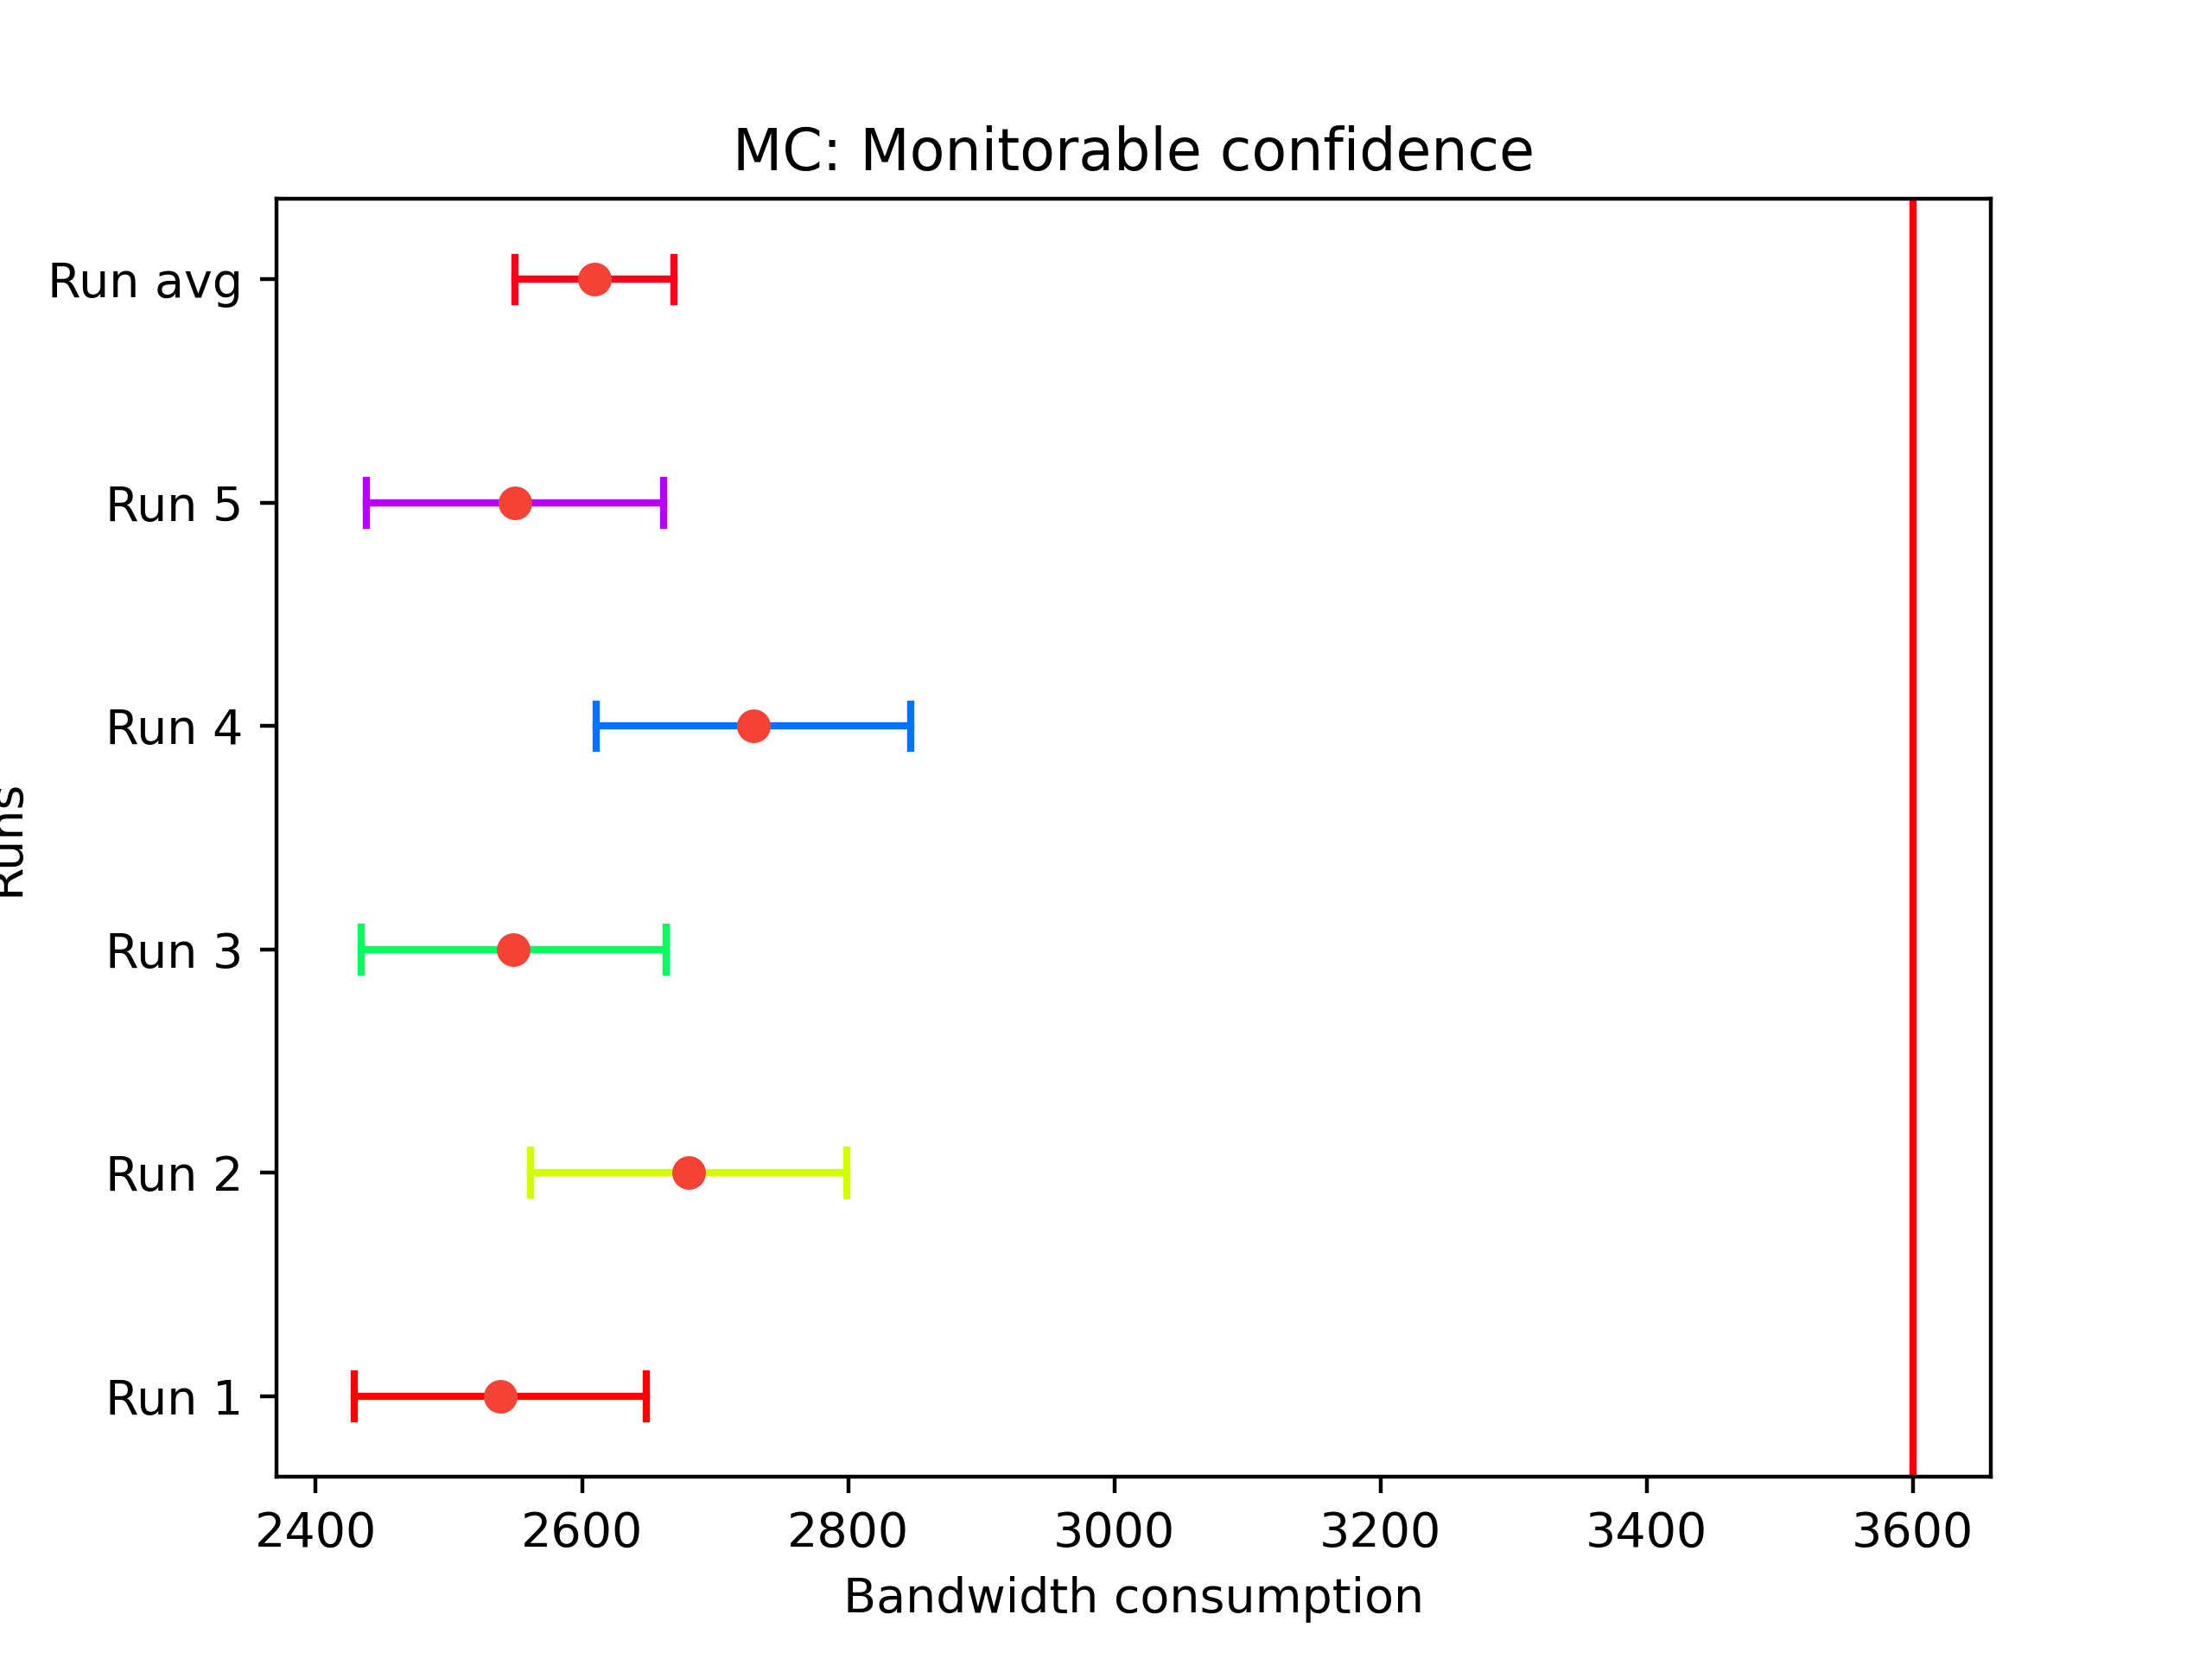 MC: Monitorable confidence
Run avg
Run 5
Run 4
Run 3
Run 2
Run 1
Runs
2400 2600 2800 3000 3200 3400 3600
Bandwidth consumption